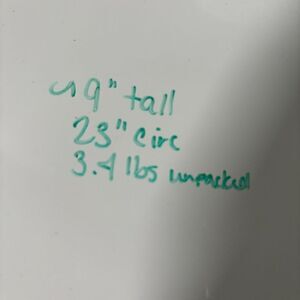 ~9" tall
23" circ
3.4 lbs unpacked